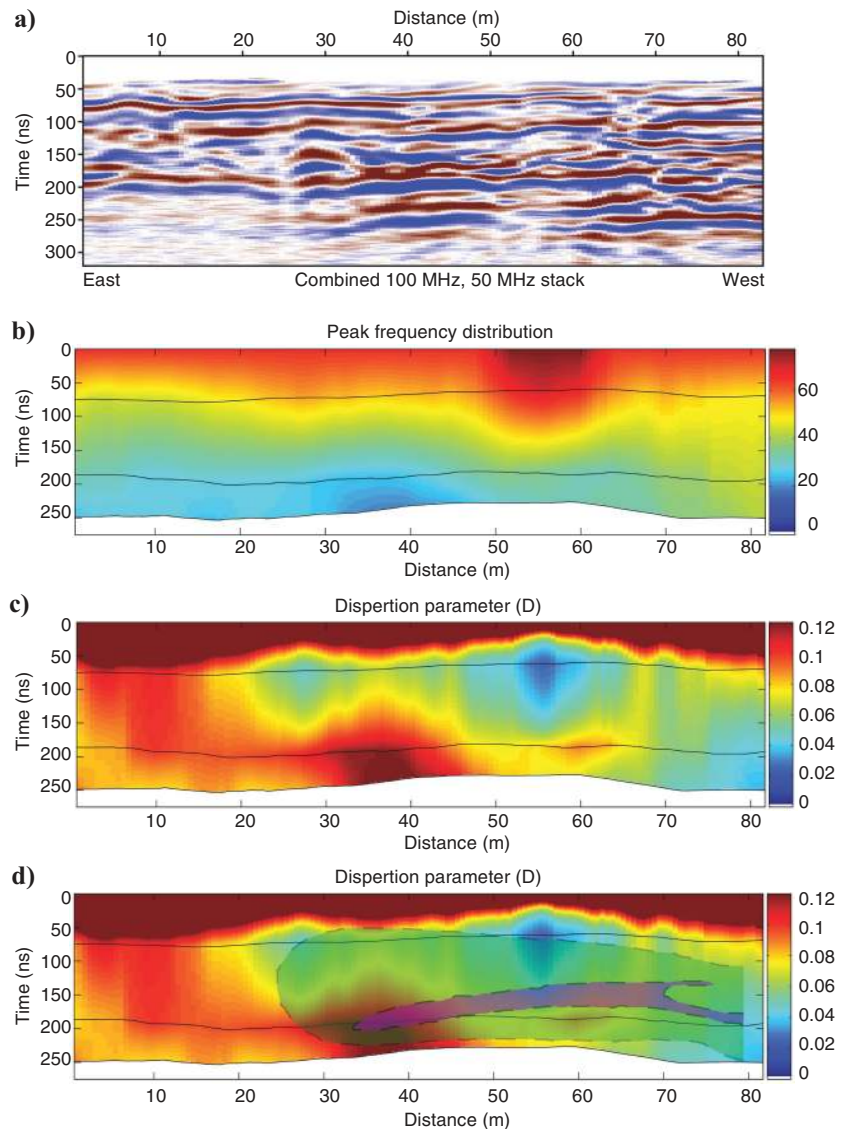 a)
Distance (m)
10 20 30 40 50 60 70 80
Time (ns)
0
50
100
150
200
250
300
East Combined 100 MHz, 50 MHz stack West
b)
Peak frequency distribution
Time (ns)
0
50
100
150
200
250
60
40
20
0
10 20 30 40 50 60 70 80
Distance (m)
c)
Dispertion parameter (D)
Time (ns)
0
50
100
150
200
250
0.12
0.1
0.08
0.06
0.04
0.02
0
10 20 30 40 50 60 70 80
Distance (m)
d)
Dispertion parameter (D)
Time (ns)
0
50
100
150
200
250
0.12
0.1
0.08
0.06
0.04
0.02
0
10 20 30 40 50 60 70 80
Distance (m)